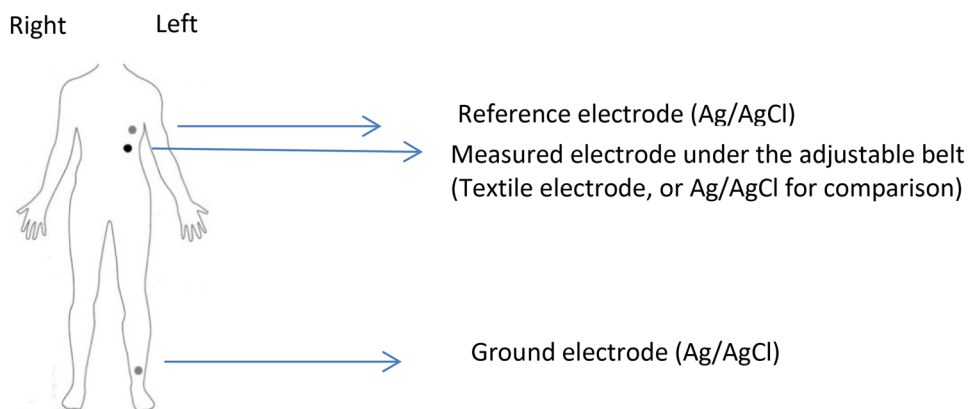 Right Left
Reference electrode (Ag/AgCl)
Measured electrode under the adjustable belt
(Textile electrode, or Ag/AgCl for comparison)
Ground electrode (Ag/AgCl)